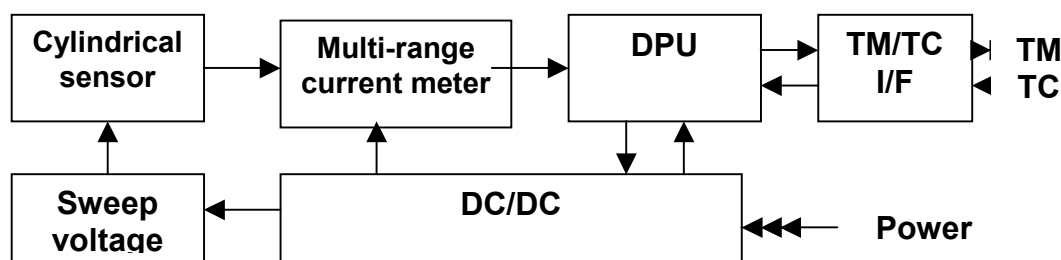 Cylindrical
sensor
Multi-range
current meter
DPU
TM/TC
I/F
TM
TC
Sweep
voltage
DC/DC
Power